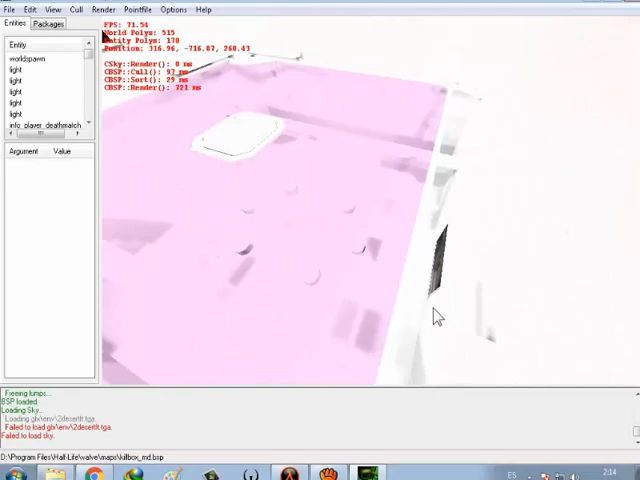 File Edit View Cull Render Pointfile Options Help
Entities Packages
FPS: 71.54
World Polys: 515
Entity Polys: 170
Position: 316.96, -716.07, 260.43
CSky::Render(): 0 ms
CBSP::Cull(): 97 ms
CBSP::Sort(): 29 ms
CBSP::Render(): 721 ms
Entity
worldspawn
light
light
light
light
light
info_player_deathmatch
Argument Value
Freeing lumps...
BSP loaded.
Loading Sky...
Loading gfx\env\2desertlt.tga.
Failed to load gfx\env\2desertlt.tga.
Failed to load sky.
D:\Program Files\Half-Life\valve\maps\killbox_md.bsp
ES
2:14